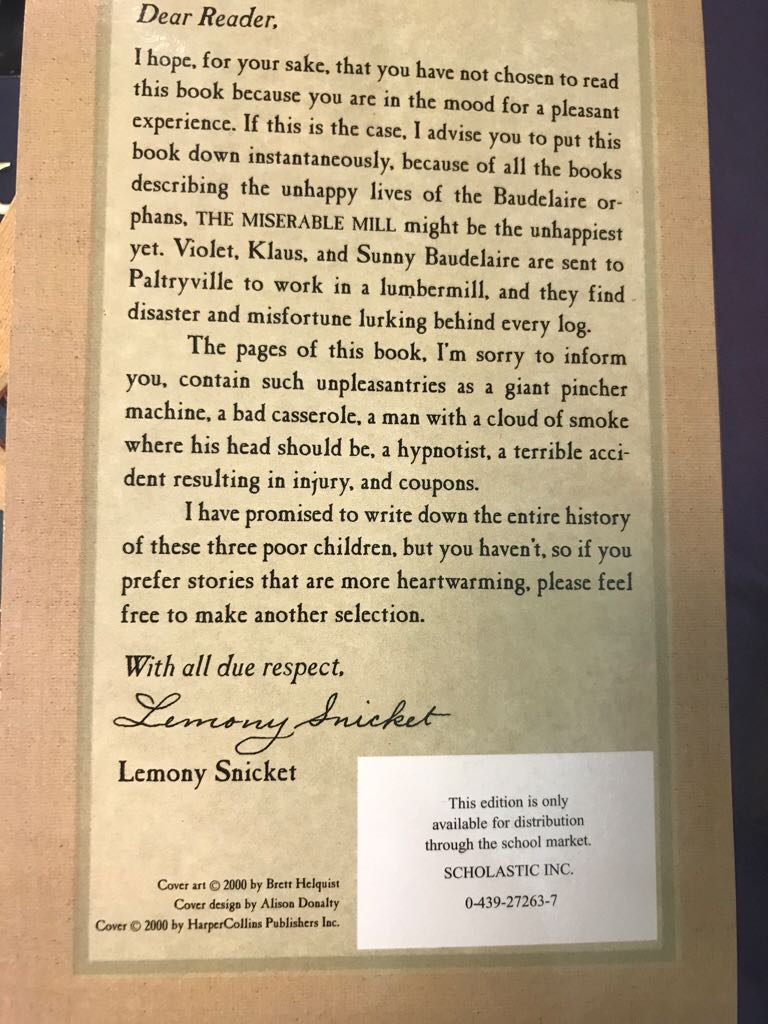 Dear Reader,
I hope, for your sake, that you have not chosen to read
this book because you are in the mood for a pleasant
experience. If this is the case, I advise you to put this
book down instantaneously, because of all the books
describing the unhappy lives of the Baudelaire or-
phans, THE MISERABLE MILL might be the unhappiest
yet. Violet, Klaus, and Sunny Baudelaire are sent to
Paltryville to work in a lumbermill, and they find
disaster and misfortune lurking behind every log.
The pages of this book, I'm sorry to inform
you, contain such unpleasantries as a giant pincher
machine, a bad casserole, a man with a cloud of smoke
where his head should be, a hypnotist, a terrible acci-
dent resulting in injury, and coupons.
I have promised to write down the entire history
of these three poor children, but you haven't, so if you
prefer stories that are more heartwarming, please feel
free to make another selection.
With all due respect,
Lemony Snicket
Lemony Snicket
This edition is only
available for distribution
through the school market.
SCHOLASTIC INC.
0-439-27263-7
Cover art © 2000 by Brett Helquist
Cover design by Alison Donalty
Cover © 2000 by HarperCollins Publishers Inc.